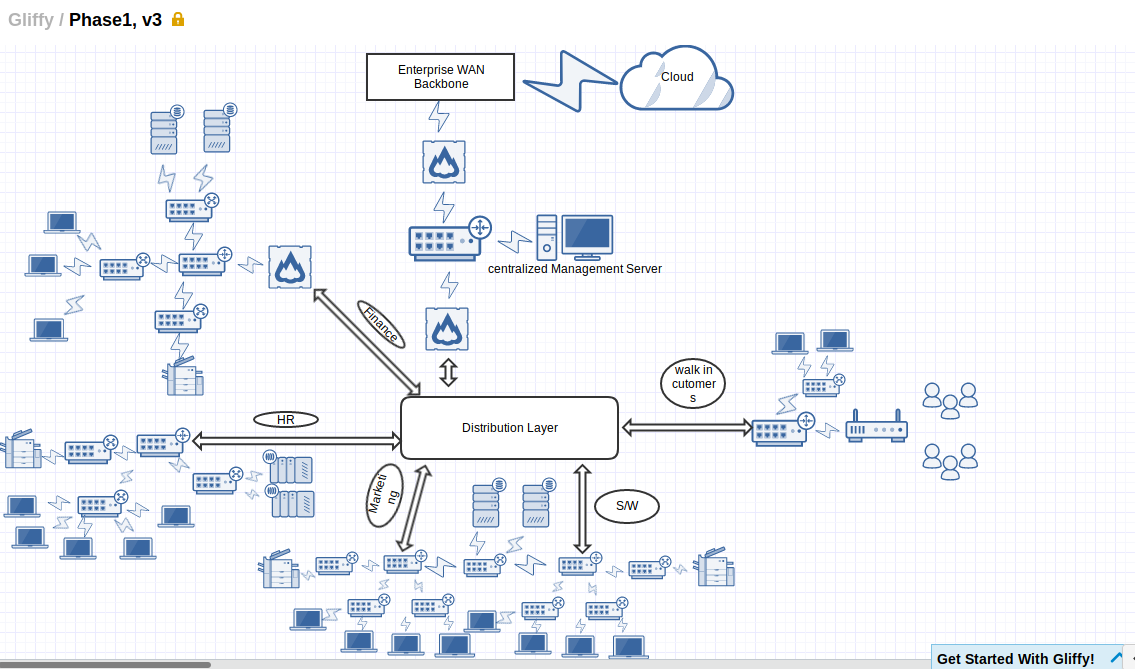 Gliffy / Phase1, v3
Enterprise WAN
Backbone
Cloud
centralized Management Server
Finance
walk in
cutomer
s
HR
Distribution Layer
Marketi
ng
S/W
Get Started With Gliffy!